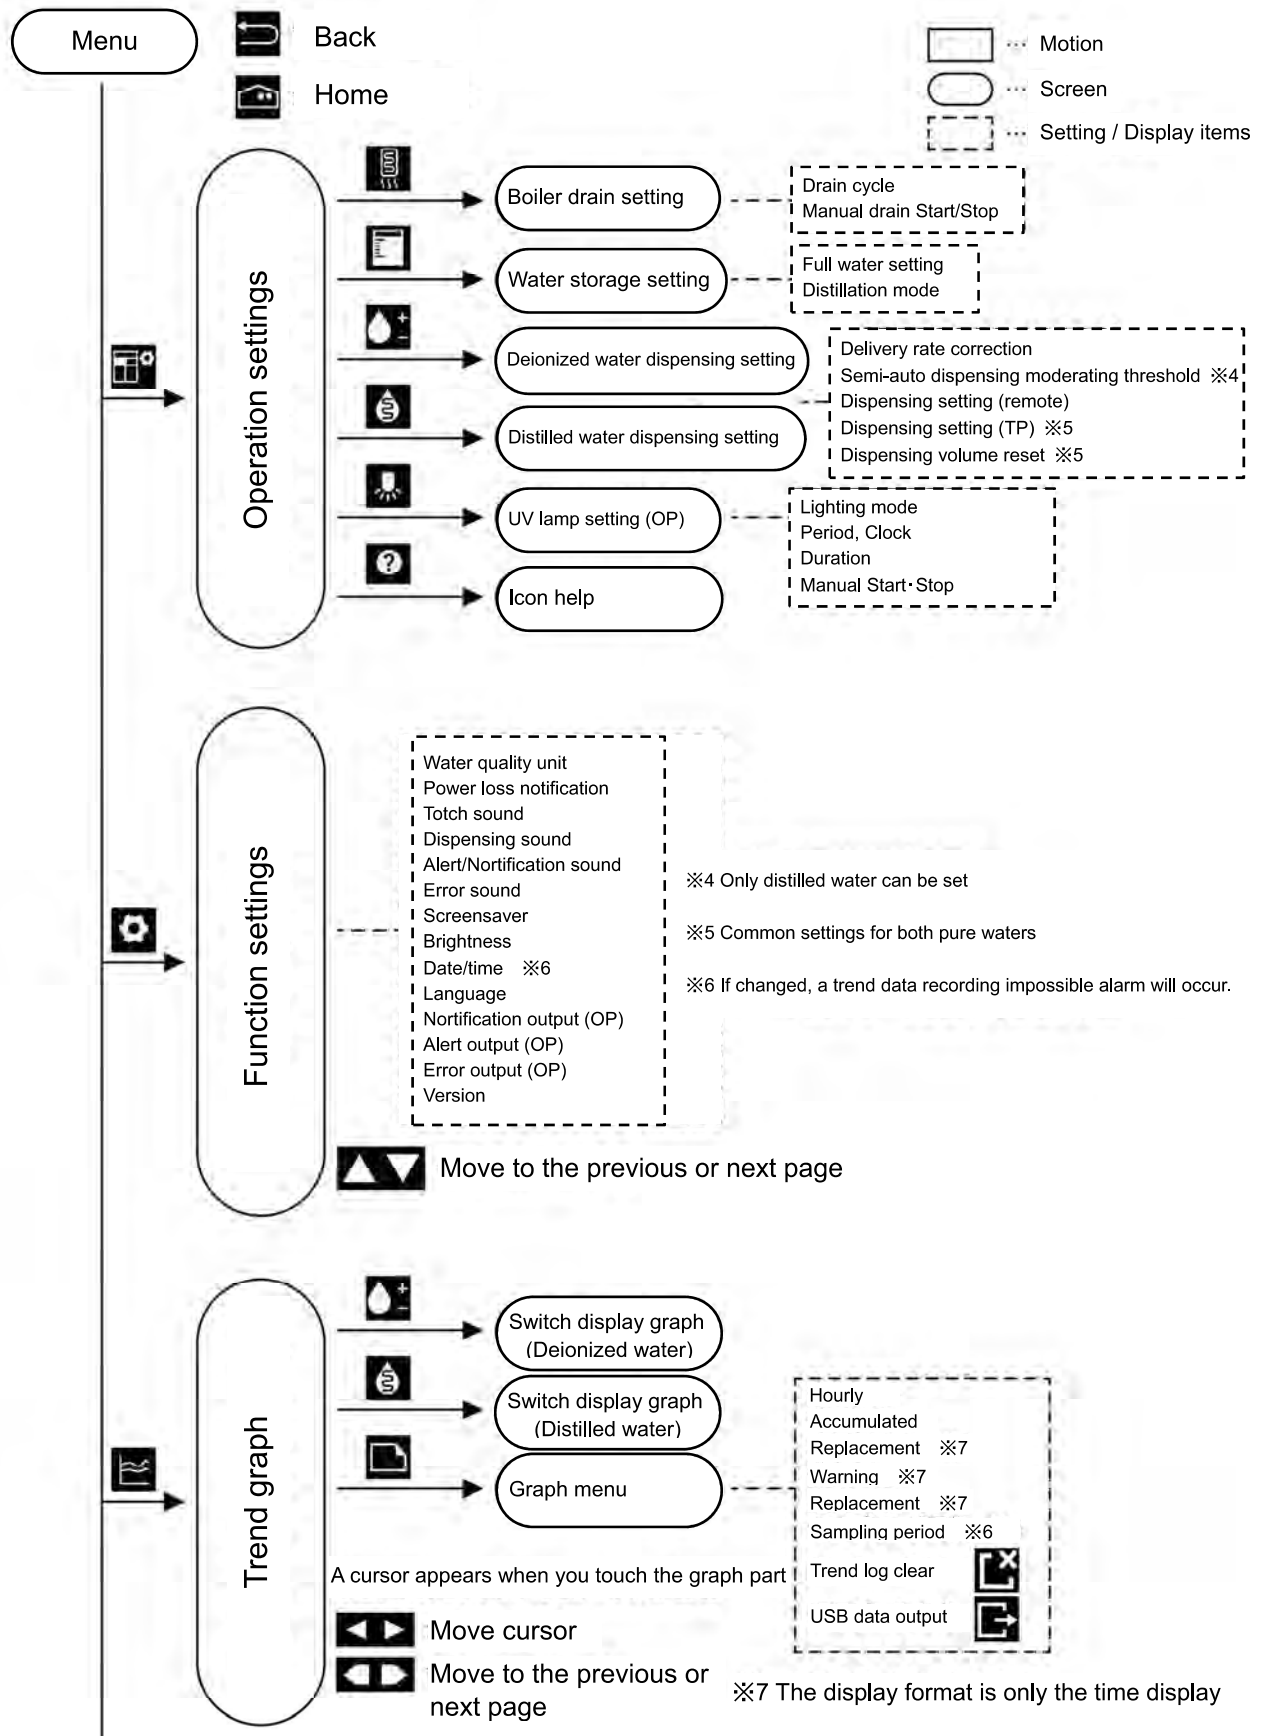 Menu
Back
Home
Motion
Screen
Setting / Display items
Operation settings
Boiler drain setting
Drain cycle
Manual drain Start/Stop
Water storage setting
Full water setting
Distillation mode
Deionized water dispensing setting
Distilled water dispensing setting
Delivery rate correction
Semi-auto dispensing moderating threshold ※4
Dispensing setting (remote)
Dispensing setting (TP) ※5
Dispensing volume reset ※5
UV lamp setting (OP)
Lighting mode
Period, Clock
Duration
Manual Start・Stop
Icon help
Function settings
Water quality unit
Power loss notification
Totch sound
Dispensing sound
Alert/Nortification sound
Error sound
Screensaver
Brightness
Date/time ※6
Language
Nortification output (OP)
Alert output (OP)
Error output (OP)
Version
※4 Only distilled water can be set
※5 Common settings for both pure waters
※6 If changed, a trend data recording impossible alarm will occur.
Move to the previous or next page
Trend graph
Switch display graph
(Deionized water)
Switch display graph
(Distilled water)
Graph menu
Hourly
Accumulated
Replacement ※7
Warning ※7
Replacement ※7
Sampling period ※6
Trend log clear
USB data output
A cursor appears when you touch the graph part
Move cursor
Move to the previous or
next page
※7 The display format is only the time display